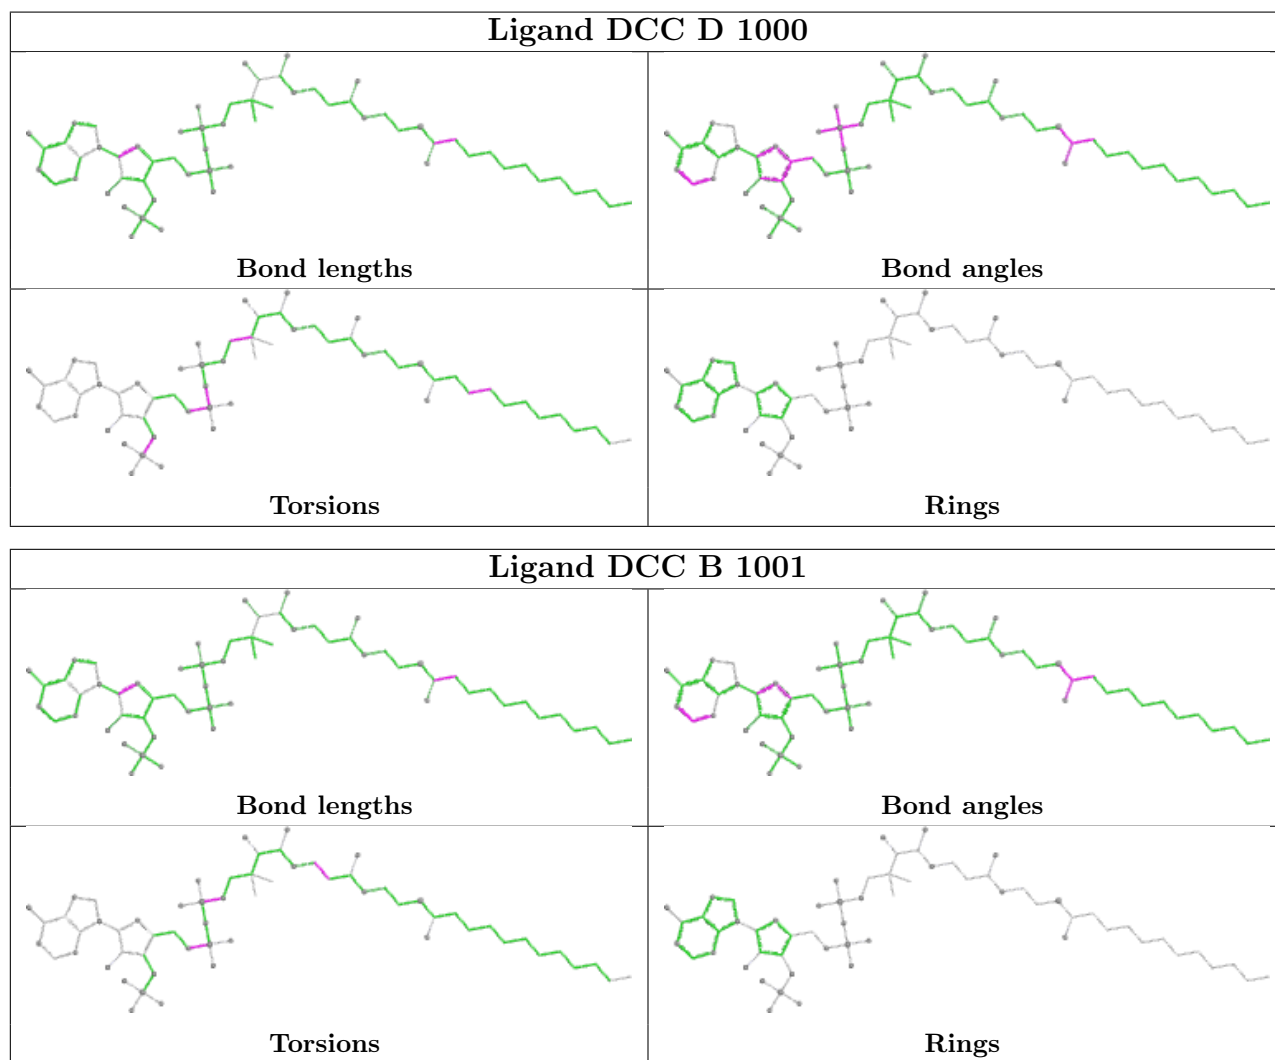 Ligand DCC D 1000
Bond lengths
Bond angles
Torsions
Rings
Ligand DCC B 1001
Bond lengths
Bond angles
Torsions
Rings